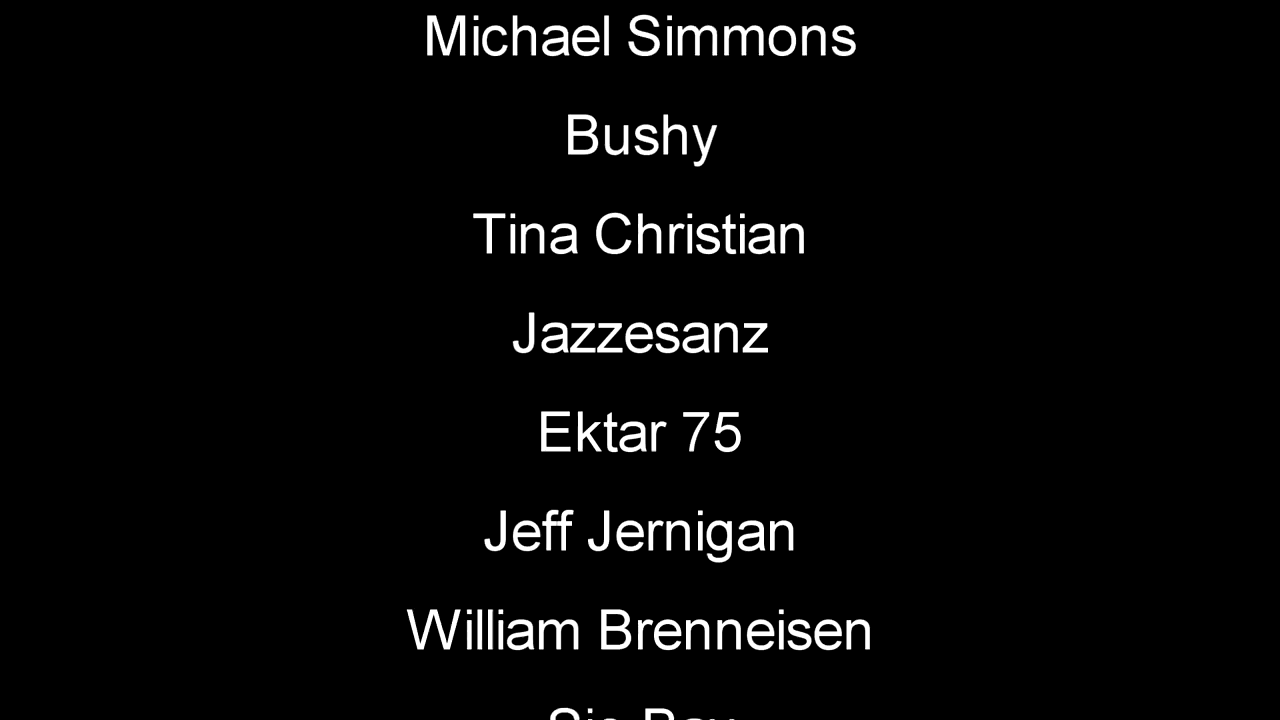 Michael Simmons
Bushy
Tina Christian
Jazzesanz
Ektar 75
Jeff Jernigan
William Brenneisen